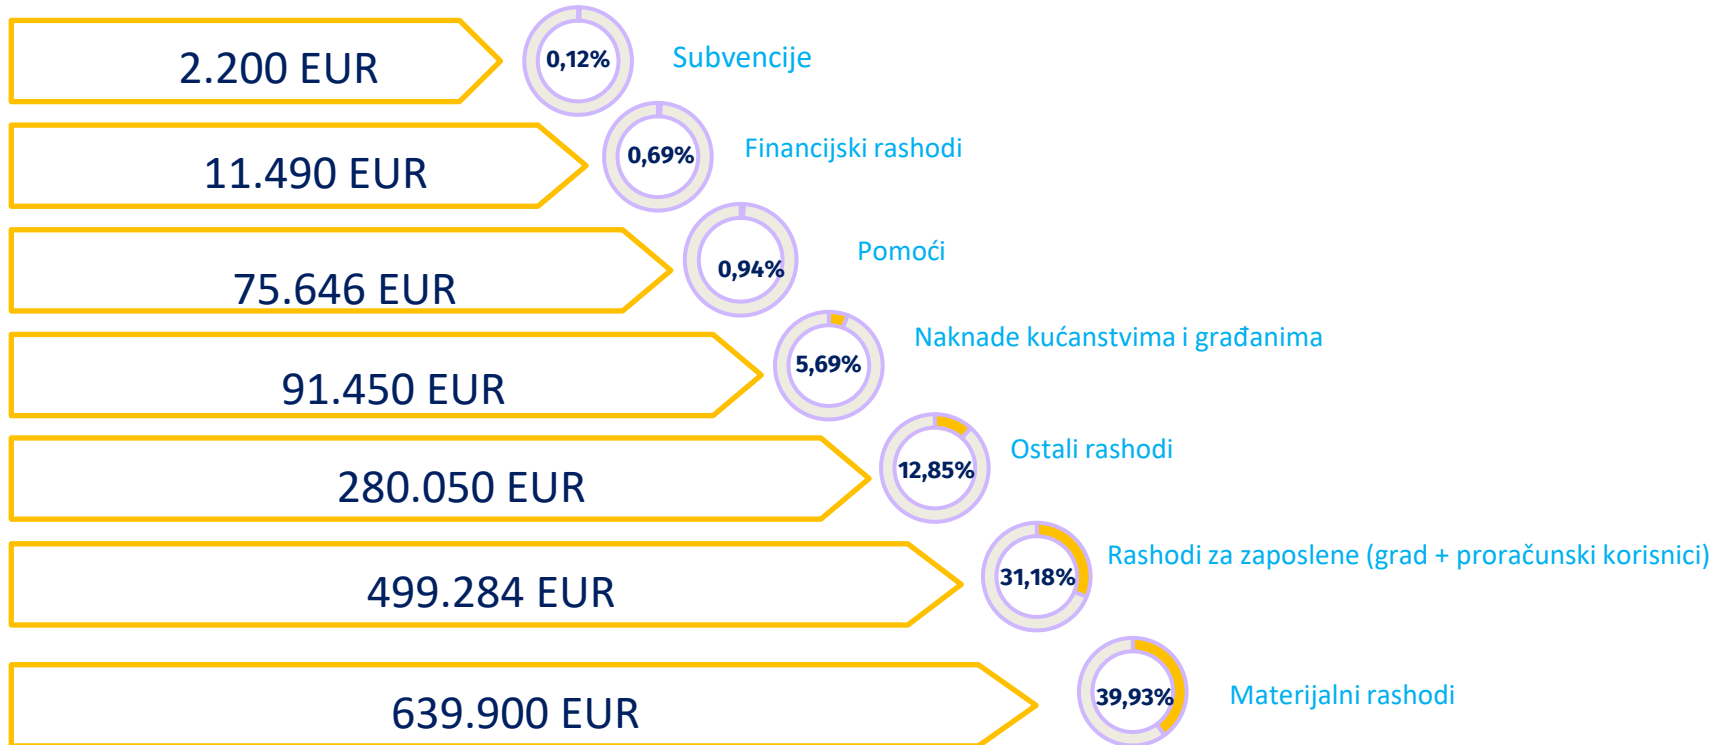 2.200 EUR
0,12%
Subvencije
11.490 EUR
0,69%
Financijski rashodi
75.646 EUR
0,94%
Pomoći
91.450 EUR
5,69%
Naknade kućanstvima i građanima
280.050 EUR
12,85%
Ostali rashodi
499.284 EUR
31,18%
Rashodi za zaposlene (grad + proračunski korisnici)
639.900 EUR
39,93%
Materijalni rashodi